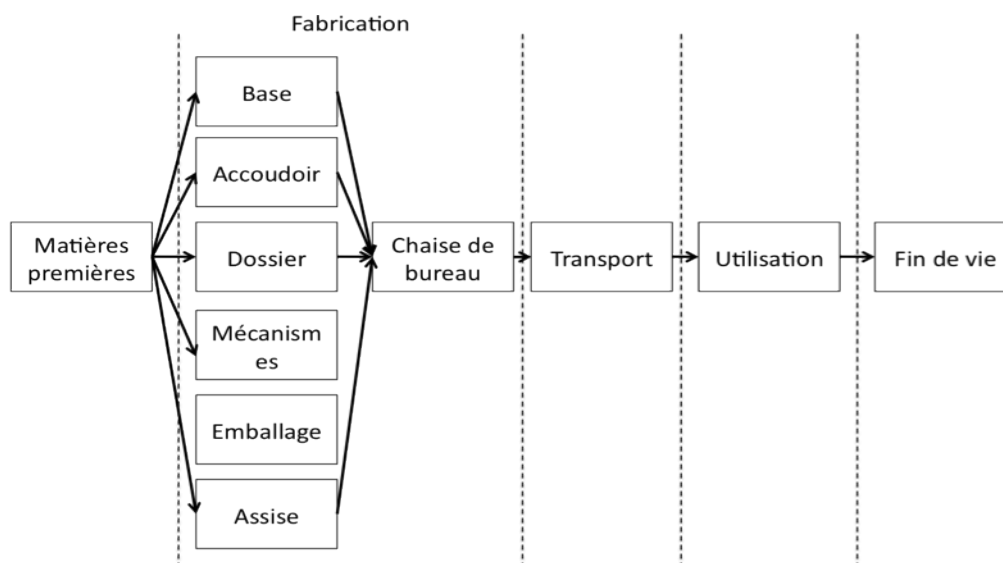 Fabrication
Base
Accoudoir
Matières
premières
Dossier
Chaise de
bureau
Transport
Utilisation
Fin de vie
Mécanism
es
Emballage
Assise